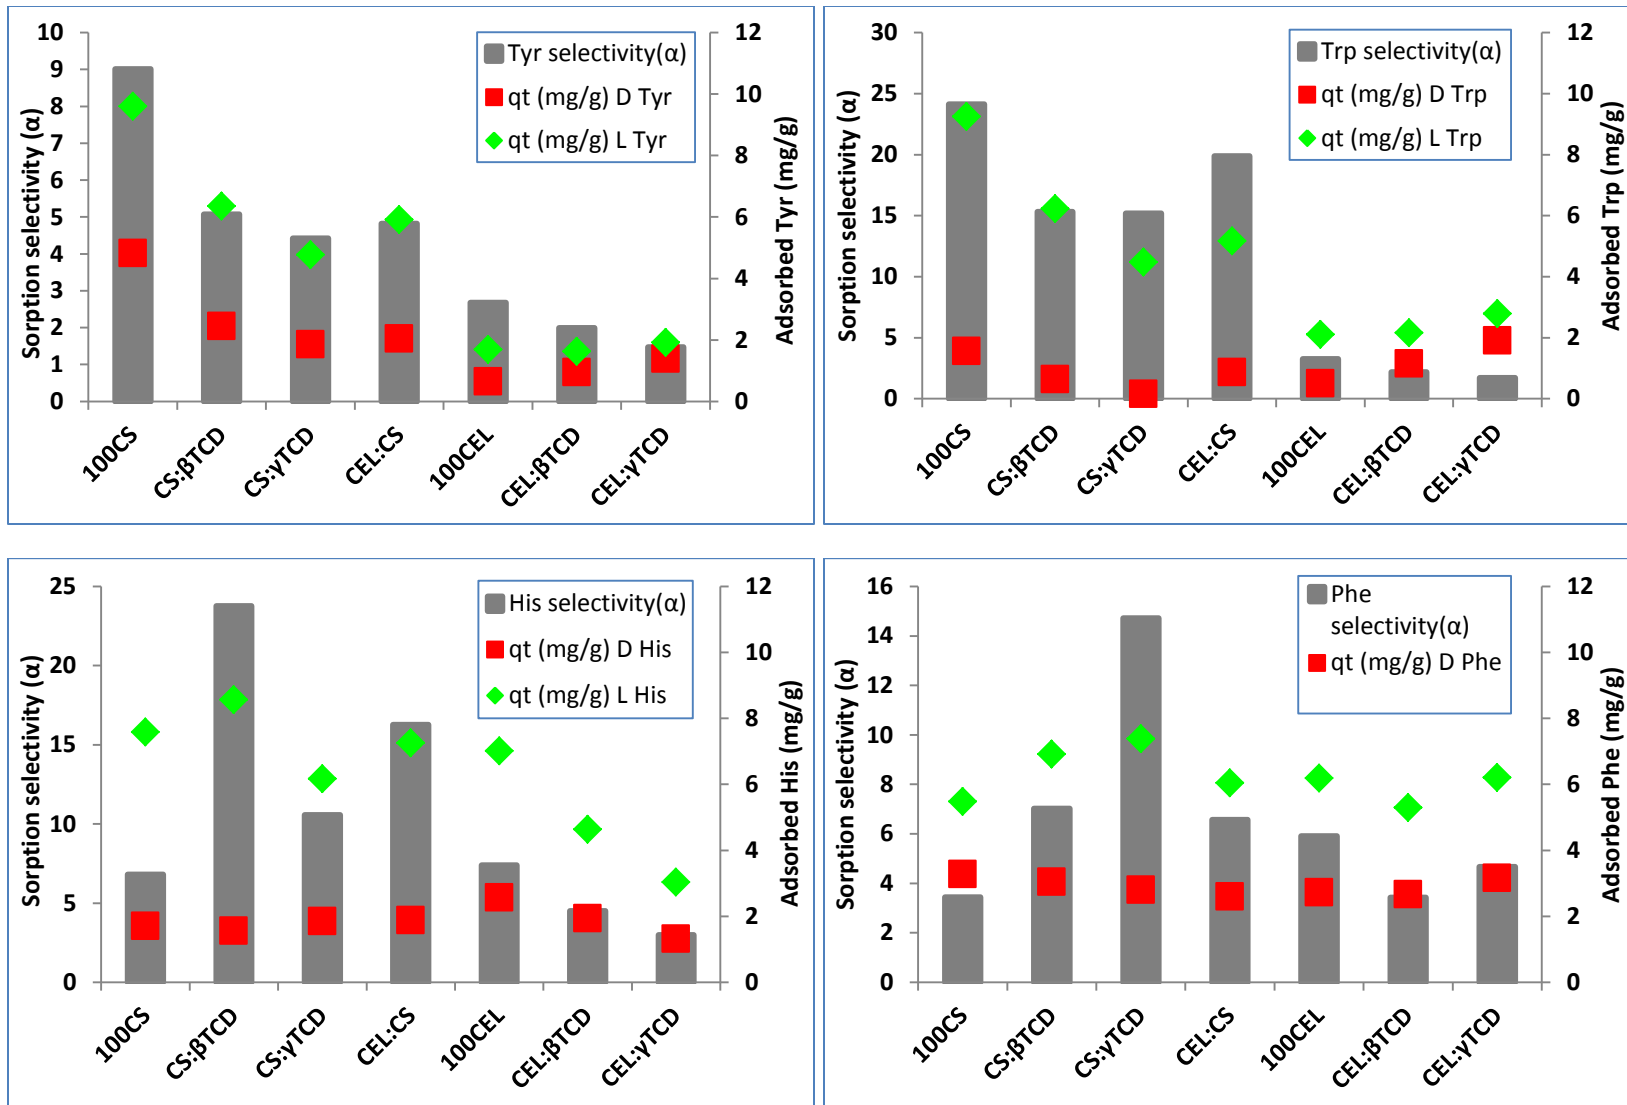 Sorption selectivity (α)
10
9
8
7
6
5
4
3
2
1
0
Tyr selectivity(α)
qt (mg/g) D Tyr
qt (mg/g) L Tyr
12
10
8
6
4
2
0
Adsorbed Tyr (mg/g)
100CS
CS:βTCD
CS:γTCD
CEL:CS
100CEL
CEL:βTCD
CEL:γTCD
Sorption selectivity (α)
30
25
20
15
10
5
0
Trp selectivity(α)
qt (mg/g) D Trp
qt (mg/g) L Trp
12
10
8
6
4
2
0
Adsorbed Trp (mg/g)
100CS
CS:βTCD
CS:γTCD
CEL:CS
100CEL
CEL:βTCD
CEL:γTCD
Sorption selectivity (α)
25
20
15
10
5
0
His selectivity(α)
qt (mg/g) D His
qt (mg/g) L His
12
10
8
6
4
2
0
Adsorbed His (mg/g)
100CS
CS:βTCD
CS:γTCD
CEL:CS
100CEL
CEL:βTCD
CEL:γTCD
Sorption selectivity (α)
16
14
12
10
8
6
4
2
0
Phe
selectivity(α)
qt (mg/g) D Phe
12
10
8
6
4
2
0
Adsorbed Phe (mg/g)
100CS
CS:βTCD
CS:γTCD
CEL:CS
100CEL
CEL:βTCD
CEL:γTCD